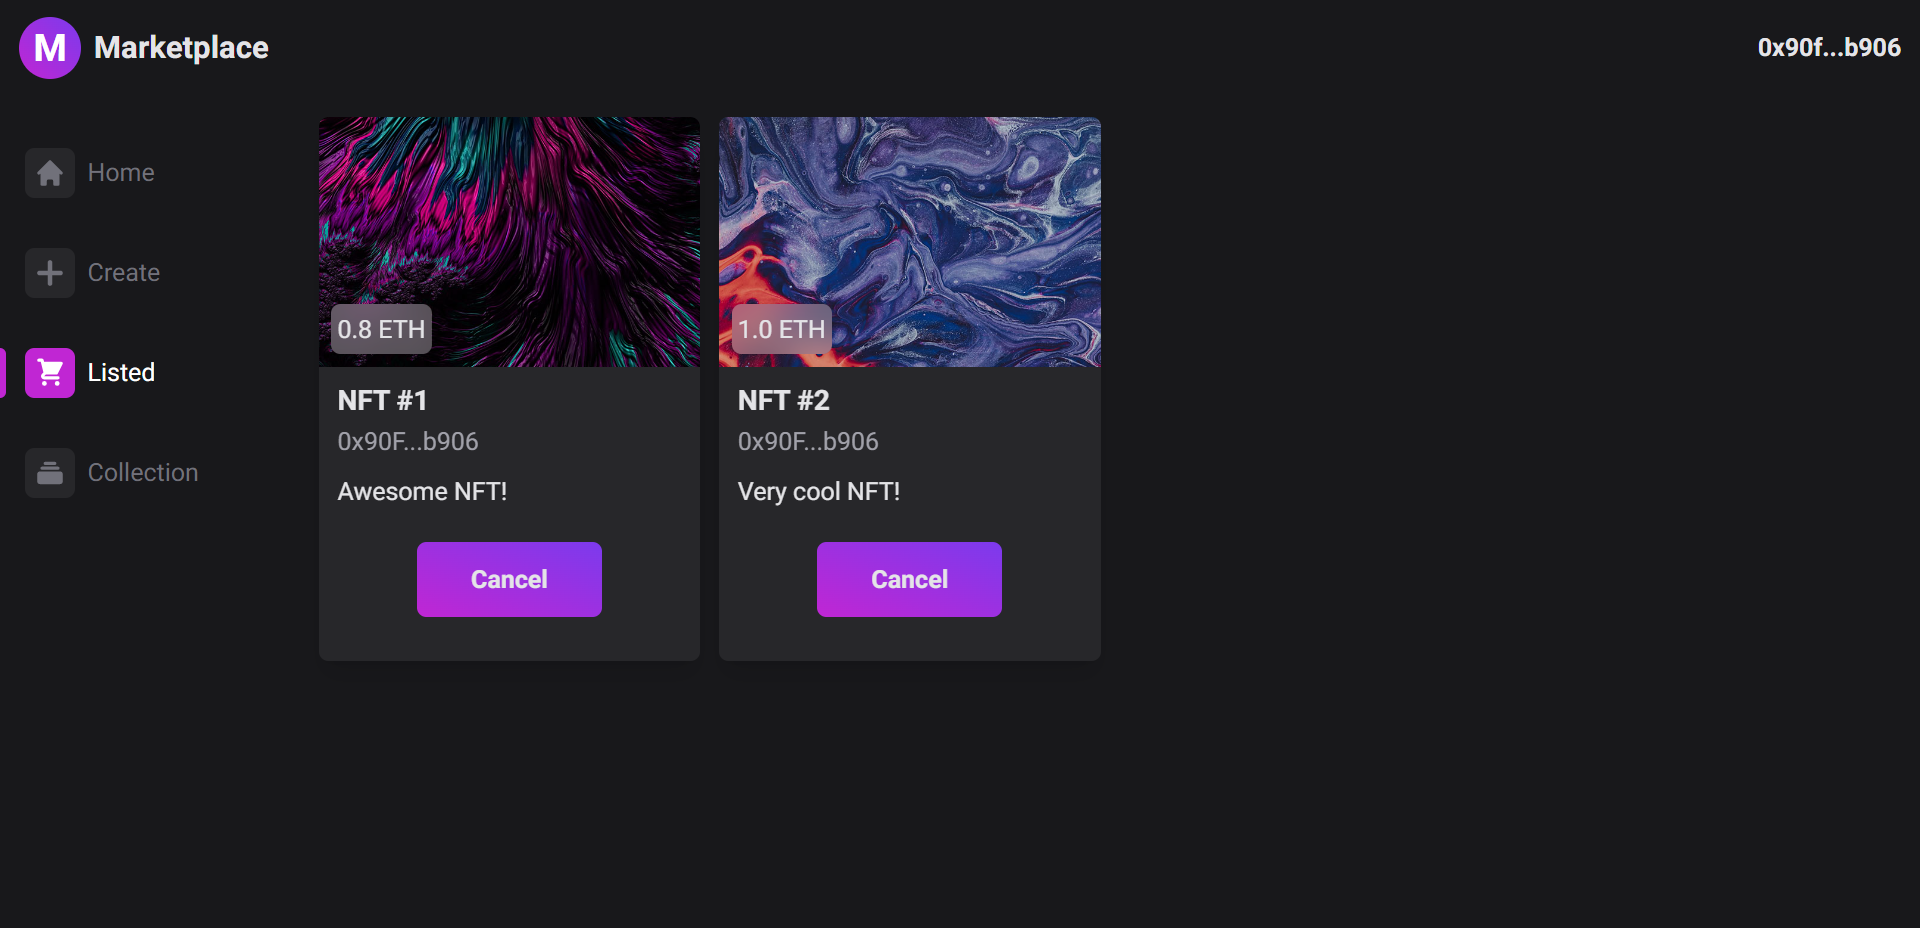 M Marketplace
0x90f...b906
Home
Create
Listed
Collection
0.8 ETH
NFT #1
0x90F...b906
Awesome NFT!
Cancel
1.0 ETH
NFT #2
0x90F...b906
Very cool NFT!
Cancel